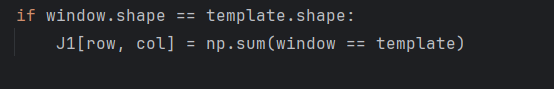 if window.shape == template.shape:
    J1[row, col] = np.sum(window == template)